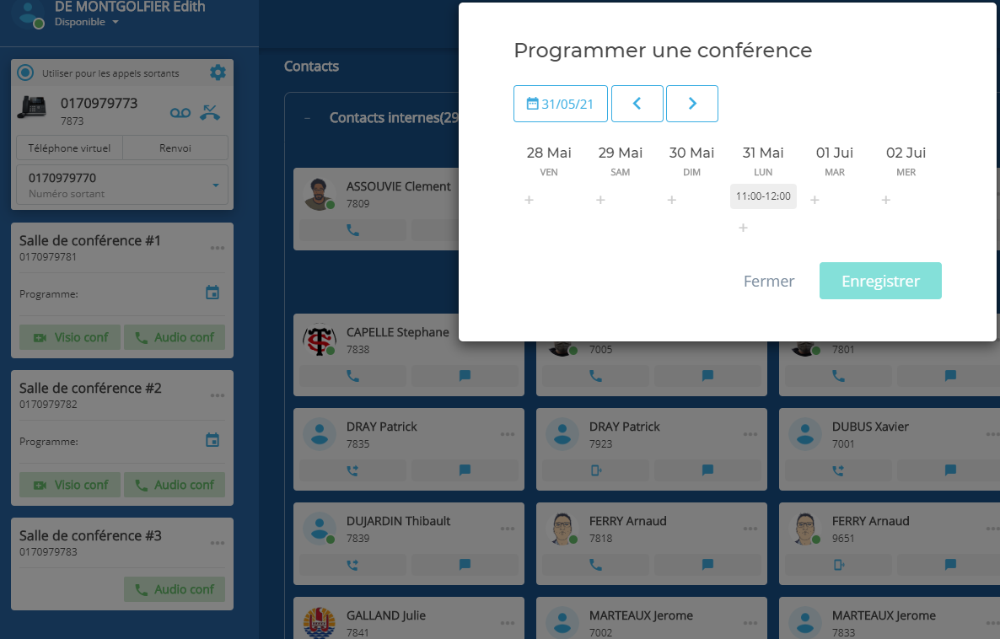 DE MONTGOLFIER Edith
Disponible
Utiliser pour les appels sortants
0170979773
7873
Téléphone virtuel
Renvoi
0170979770
Numéro sortant
Salle de conférence #1
0170979781
Programme:
Visio conf
Audio conf
Salle de conférence #2
0170979782
Programme:
Visio conf
Audio conf
Salle de conférence #3
0170979783
Audio conf
Contacts
Contacts internes(29
Programmer une conférence
31/05/21
28 Mai 29 Mai 30 Mai 31 Mai 01 Jui 02 Jui
VEN SAM DIM LUN MAR MER
+ + + 11:00-12:00 + +
+
Fermer
Enregistrer
ASSOUVIE Clement
7809
CAPELLE Stephane
7838
7005
7801
DRAY Patrick
7835
DRAY Patrick
7923
DUBUS Xavier
7001
DUJARDIN Thibault
7839
FERRY Arnaud
7818
FERRY Arnaud
9651
GALLAND Julie
7841
MARTEAUX Jerome
7002
MARTEAUX Jerome
7833